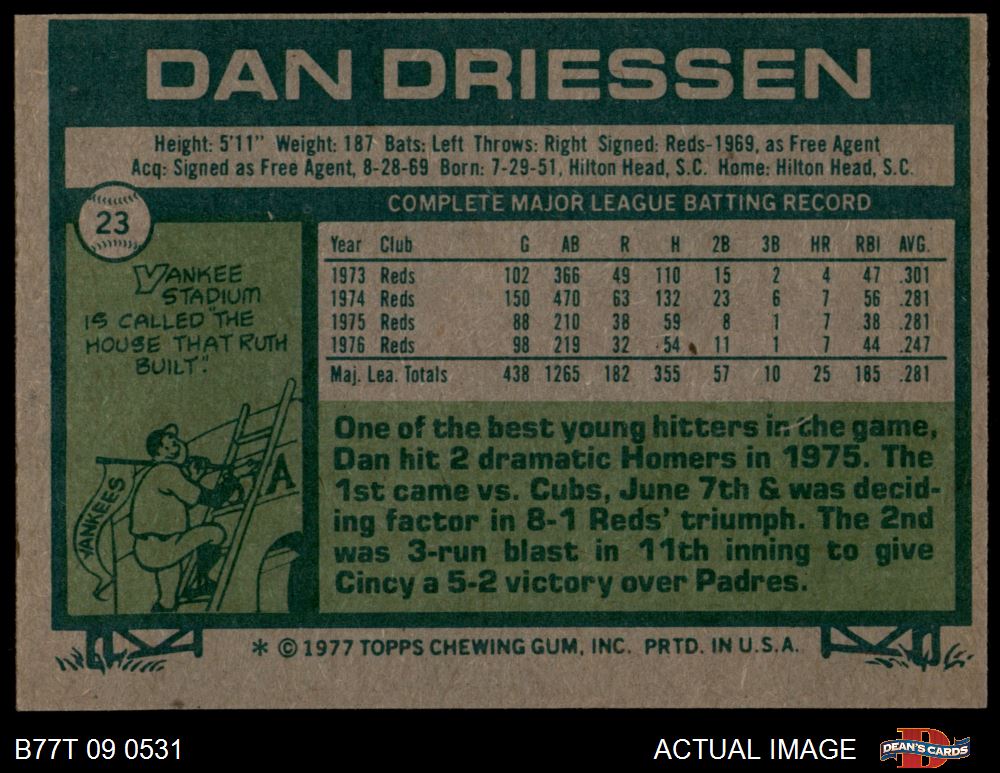 DAN DRIESSEN
Height: 5'11" Weight: 187 Bats: Left Throws: Right Signed: Reds-1969, as Free Agent
Acq: Signed as Free Agent, 8-28-69 Born: 7-29-51, Hilton Head, S.C. Home: Hilton Head, S.C.
23
COMPLETE MAJOR LEAGUE BATTING RECORD
Year Club G AB R H 2B 3B HR RBI AVG.
1973 Reds 102 366 49 110 15 2 4 47 .301
1974 Reds 150 470 63 132 23 6 7 56 .281
1975 Reds 88 210 38 59 8 1 7 38 .281
1976 Reds 98 219 32 54 11 1 7 44 .247
Maj. Lea. Totals 438 1265 182 355 57 10 25 185 .281
YANKEE
STADIUM
IS CALLED "THE
HOUSE THAT RUTH
BUILT."
YANKEES
A
One of the best young hitters in the game,
Dan hit 2 dramatic Homers in 1975. The
1st came vs. Cubs, June 7th & was decid-
ing factor in 8-1 Reds' triumph. The 2nd
was 3-run blast in 11th inning to give
Cincy a 5-2 victory over Padres.
* © 1977 TOPPS CHEWING GUM, INC. PRTD. IN U.S.A.
B77T 09 0531
ACTUAL IMAGE
DEAN'S CARDS